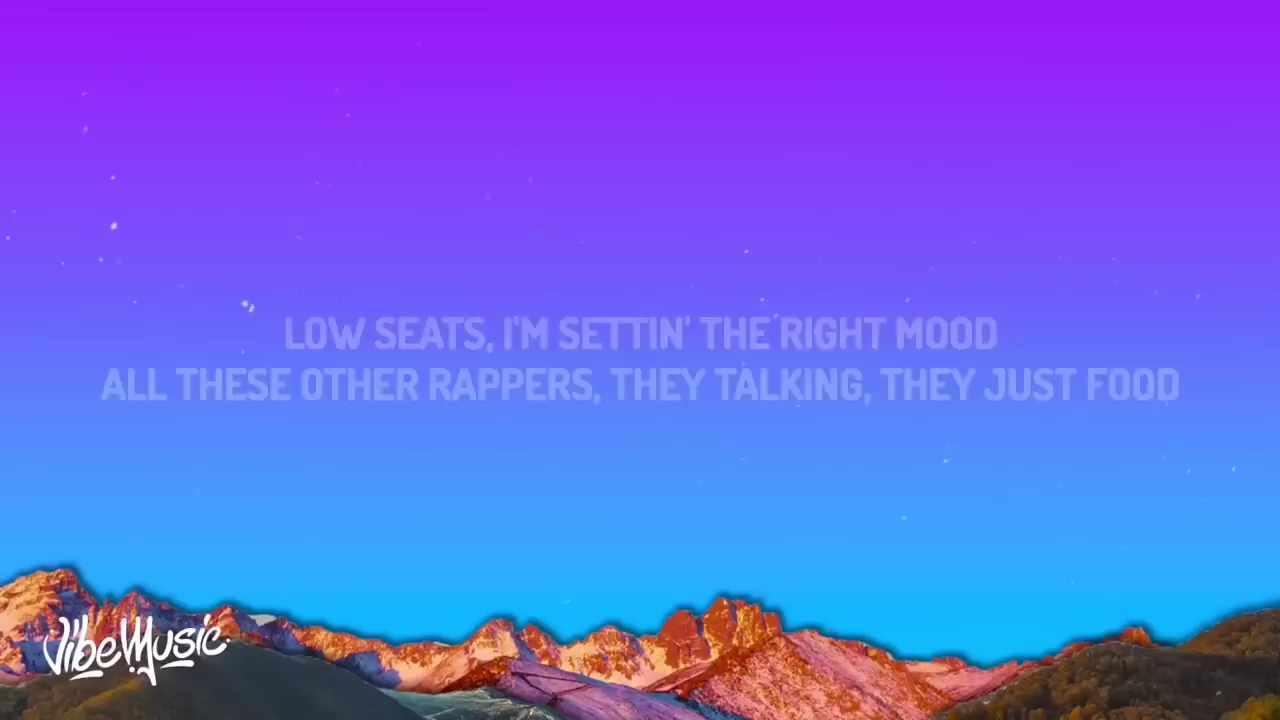 LOW SEATS, I'M SETTIN' THE RIGHT MOOD
ALL THESE OTHER RAPPERS, THEY TALKING, THEY JUST FOOD
VibeMusic